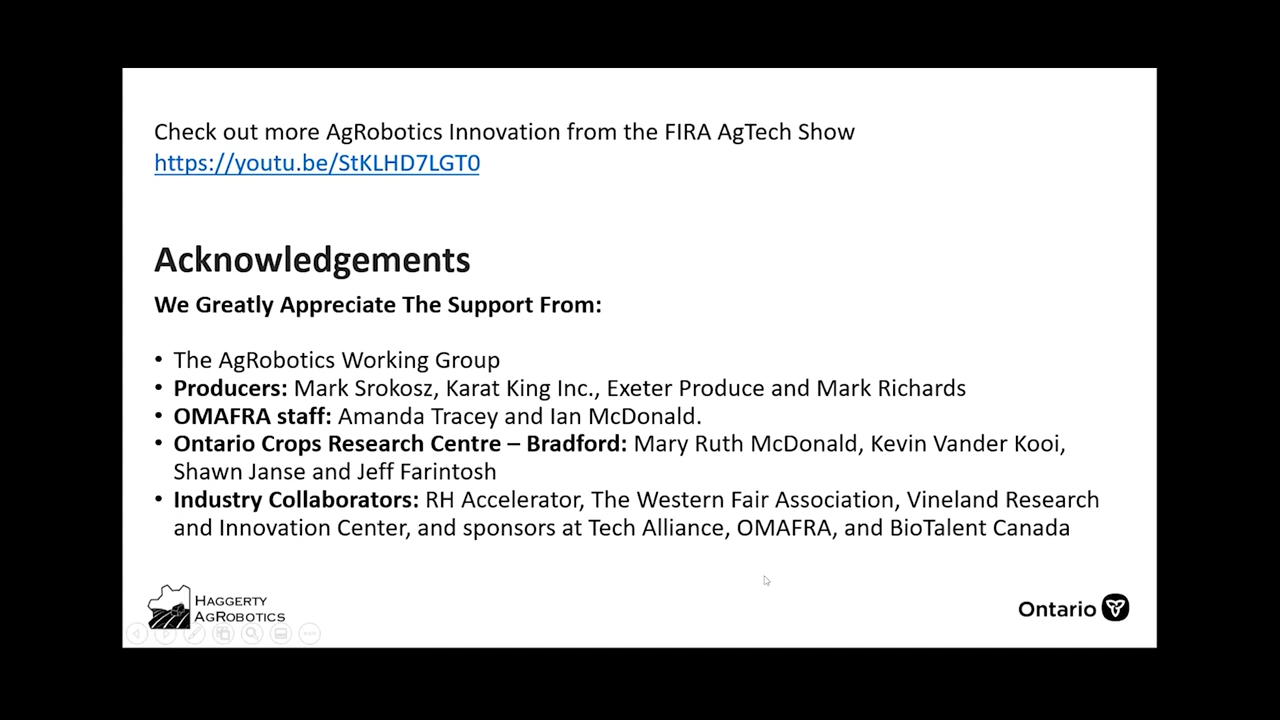 Check out more AgRobotics Innovation from the FIRA AgTech Show
https://youtu.be/StKLHD7LGT0
Acknowledgements
We Greatly Appreciate The Support From:
• The AgRobotics Working Group
• Producers: Mark Srokosz, Karat King Inc., Exeter Produce and Mark Richards
• OMAFRA staff: Amanda Tracey and Ian McDonald.
• Ontario Crops Research Centre – Bradford: Mary Ruth McDonald, Kevin Vander Kooi,
Shawn Janse and Jeff Farintosh
• Industry Collaborators: RH Accelerator, The Western Fair Association, Vineland Research
and Innovation Center, and sponsors at Tech Alliance, OMAFRA, and BioTalent Canada
HAGGERTY
AGROBOTICS
Ontario